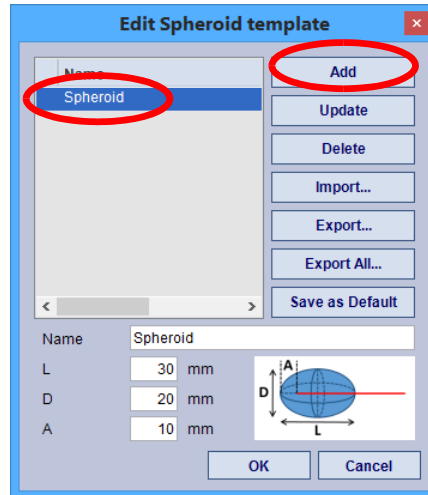 Edit Spheroid template
×
Name
Add
Spheroid
Update
Delete
Import...
Export...
Export All...
Save as Default
Name Spheroid
L 30 mm
D 20 mm
A 10 mm
A
D
L
OK Cancel